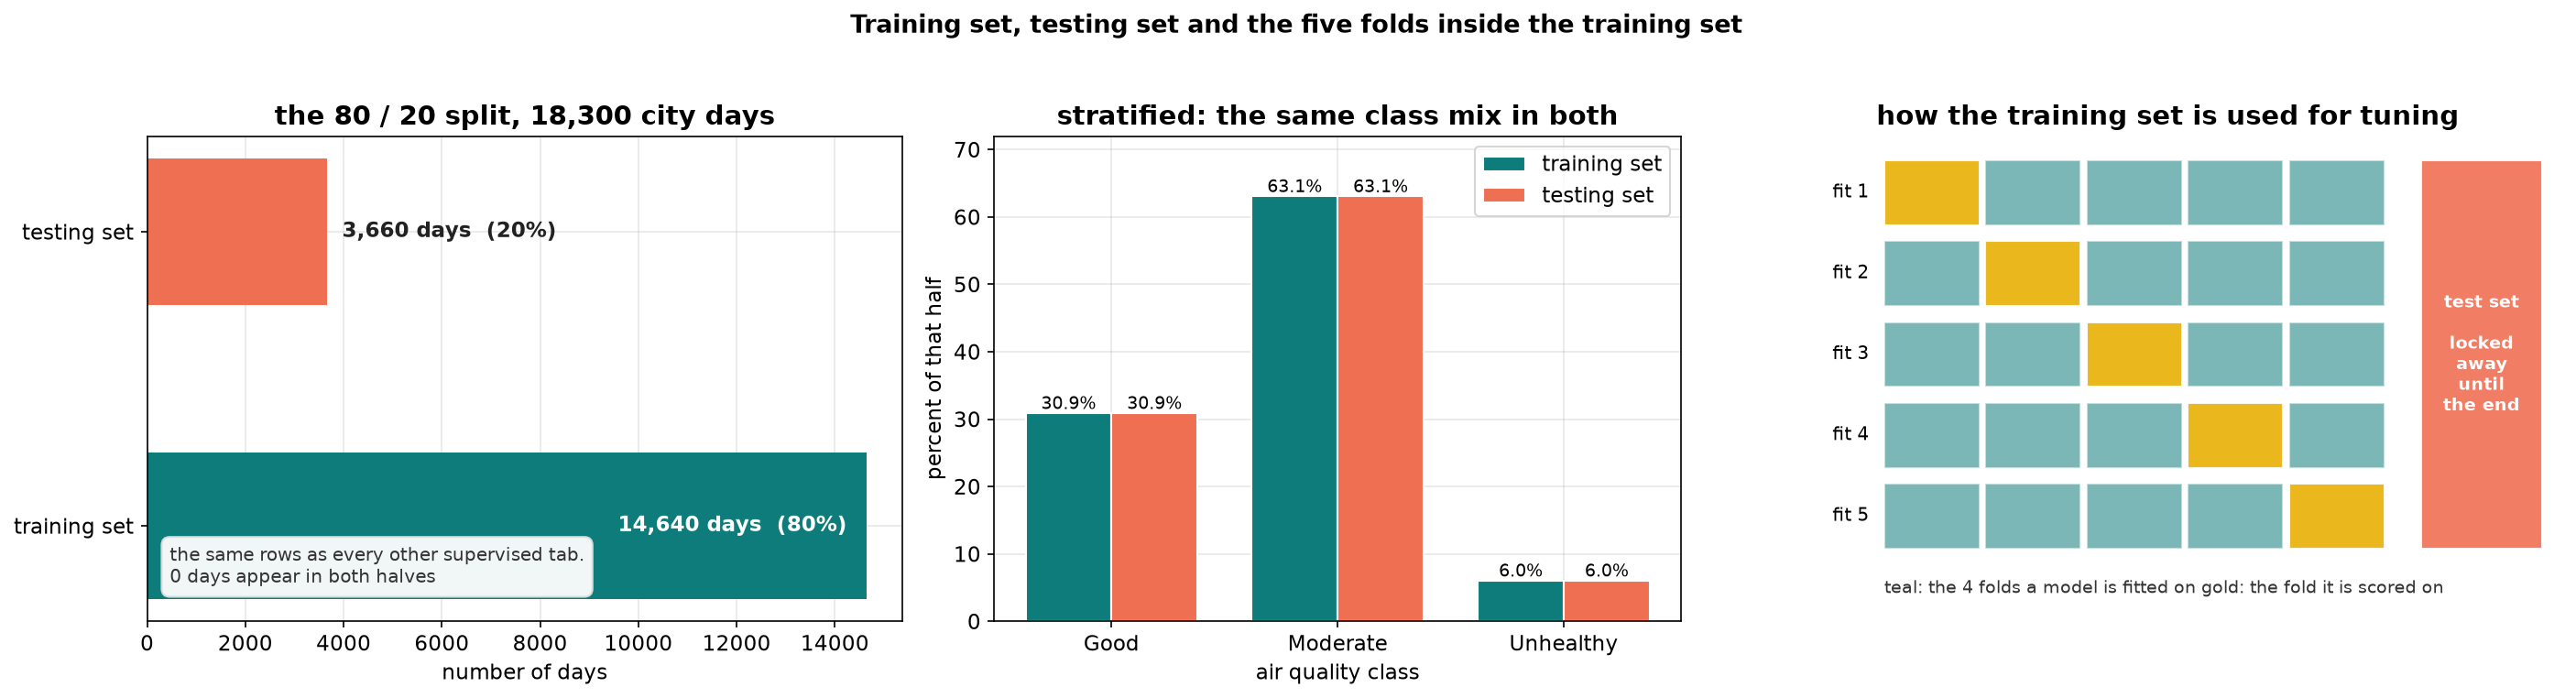 Training set, testing set and the five folds inside the training set
the 80 / 20 split, 18,300 city days
testing set
3,660 days (20%)
training set
14,640 days (80%)
the same rows as every other supervised tab.
0 days appear in both halves
0 2000 4000 6000 8000 10000 12000 14000
number of days
stratified: the same class mix in both
percent of that half
70
60
50
40
30
20
10
0
training set
testing set
30.9% 30.9%
63.1% 63.1%
6.0% 6.0%
Good Moderate Unhealthy
air quality class
how the training set is used for tuning
fit 1
fit 2
fit 3
fit 4
fit 5
test set
locked
away
until
the end
teal: the 4 folds a model is fitted on gold: the fold it is scored on